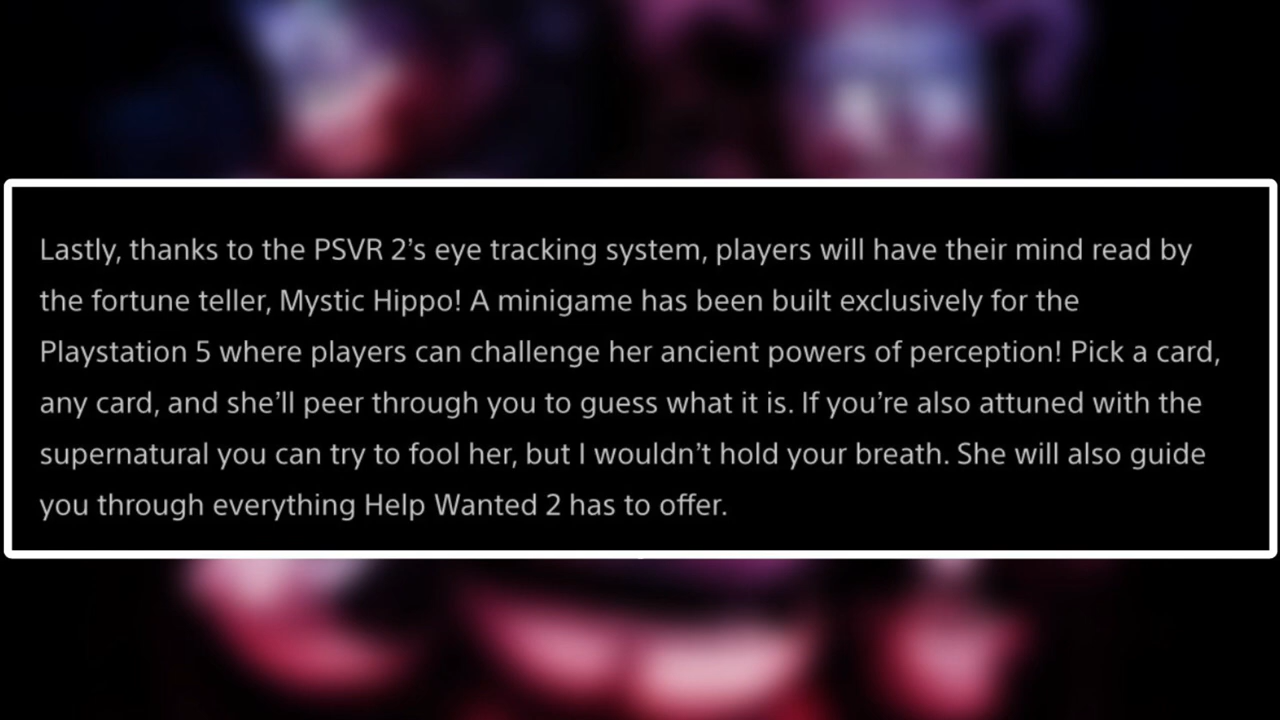 Lastly, thanks to the PSVR 2’s eye tracking system, players will have their mind read by
the fortune teller, Mystic Hippo! A minigame has been built exclusively for the
Playstation 5 where players can challenge her ancient powers of perception! Pick a card,
any card, and she’ll peer through you to guess what it is. If you’re also attuned with the
supernatural you can try to fool her, but I wouldn’t hold your breath. She will also guide
you through everything Help Wanted 2 has to offer.